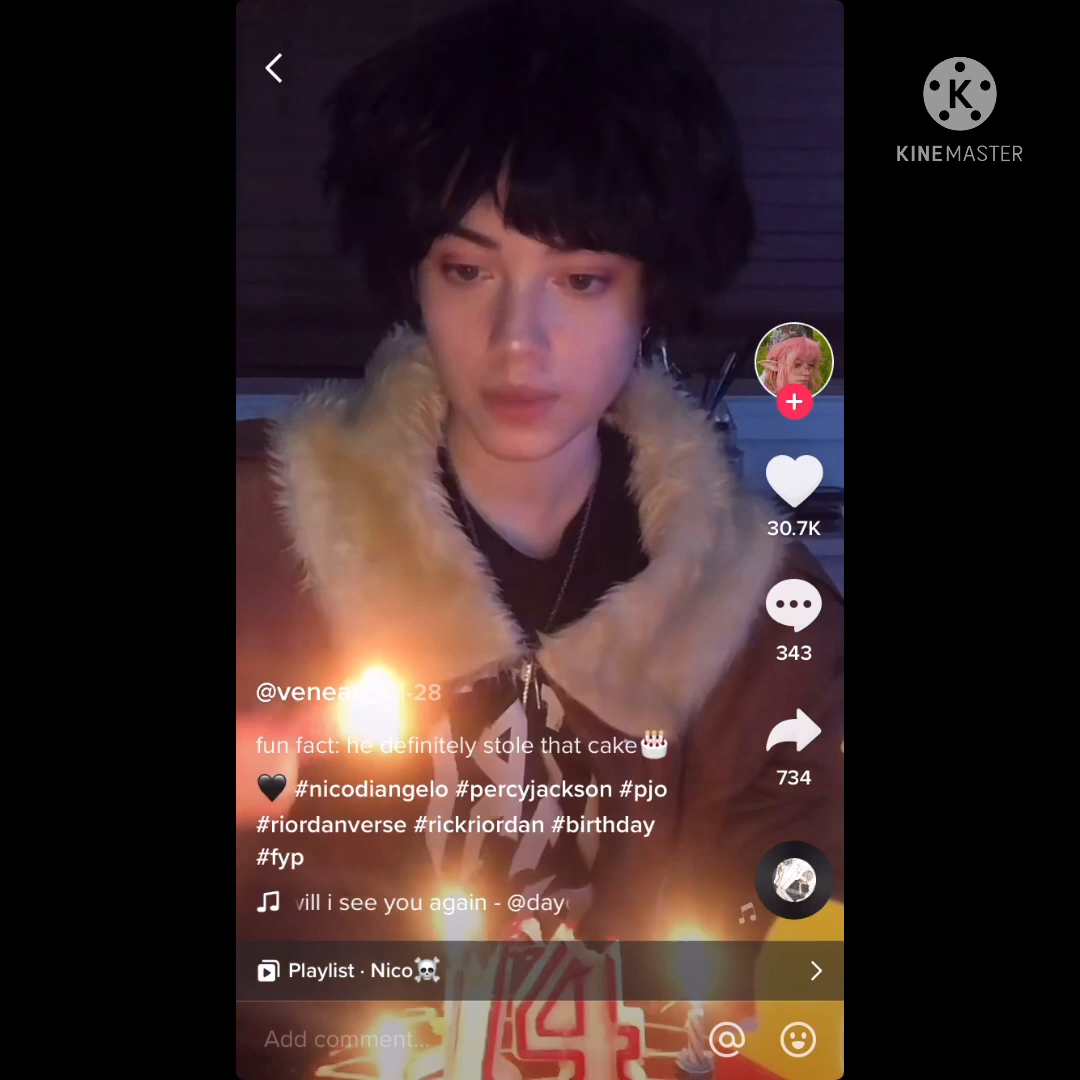 KINEMASTER
30.7K
343
734
fun fact: he definitely stole that cake🎂
🖤 #nicodiangelo #percyjackson #pjo
#riordanverse #rickriordan #birthday
#fyp
i see you again - @day
Playlist · Nico☠️
Add comment...
14